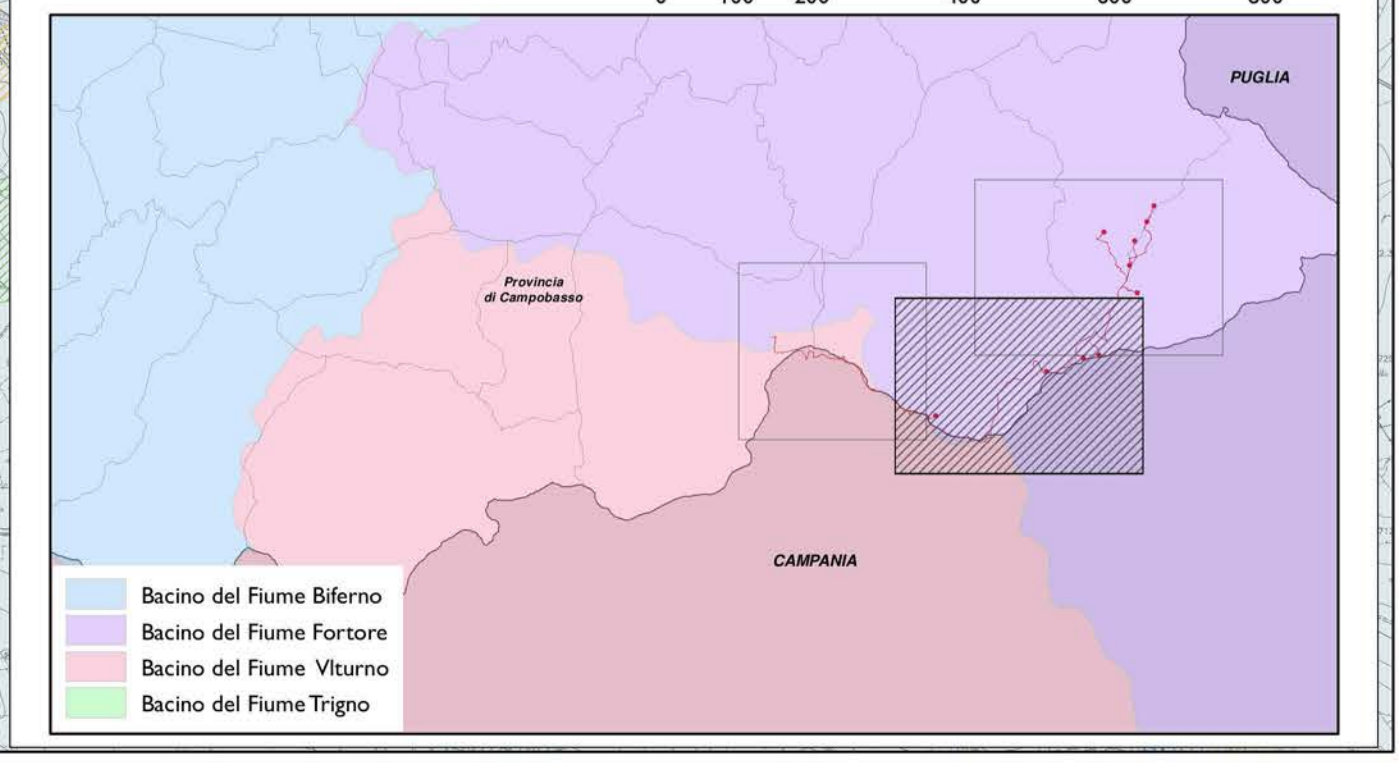 PUGLIA
Provincia
di Campobasso
CAMPANIA
Bacino del Fiume Biferno
Bacino del Fiume Fortore
Bacino del Fiume VIturno
Bacino del Fiume Trigno